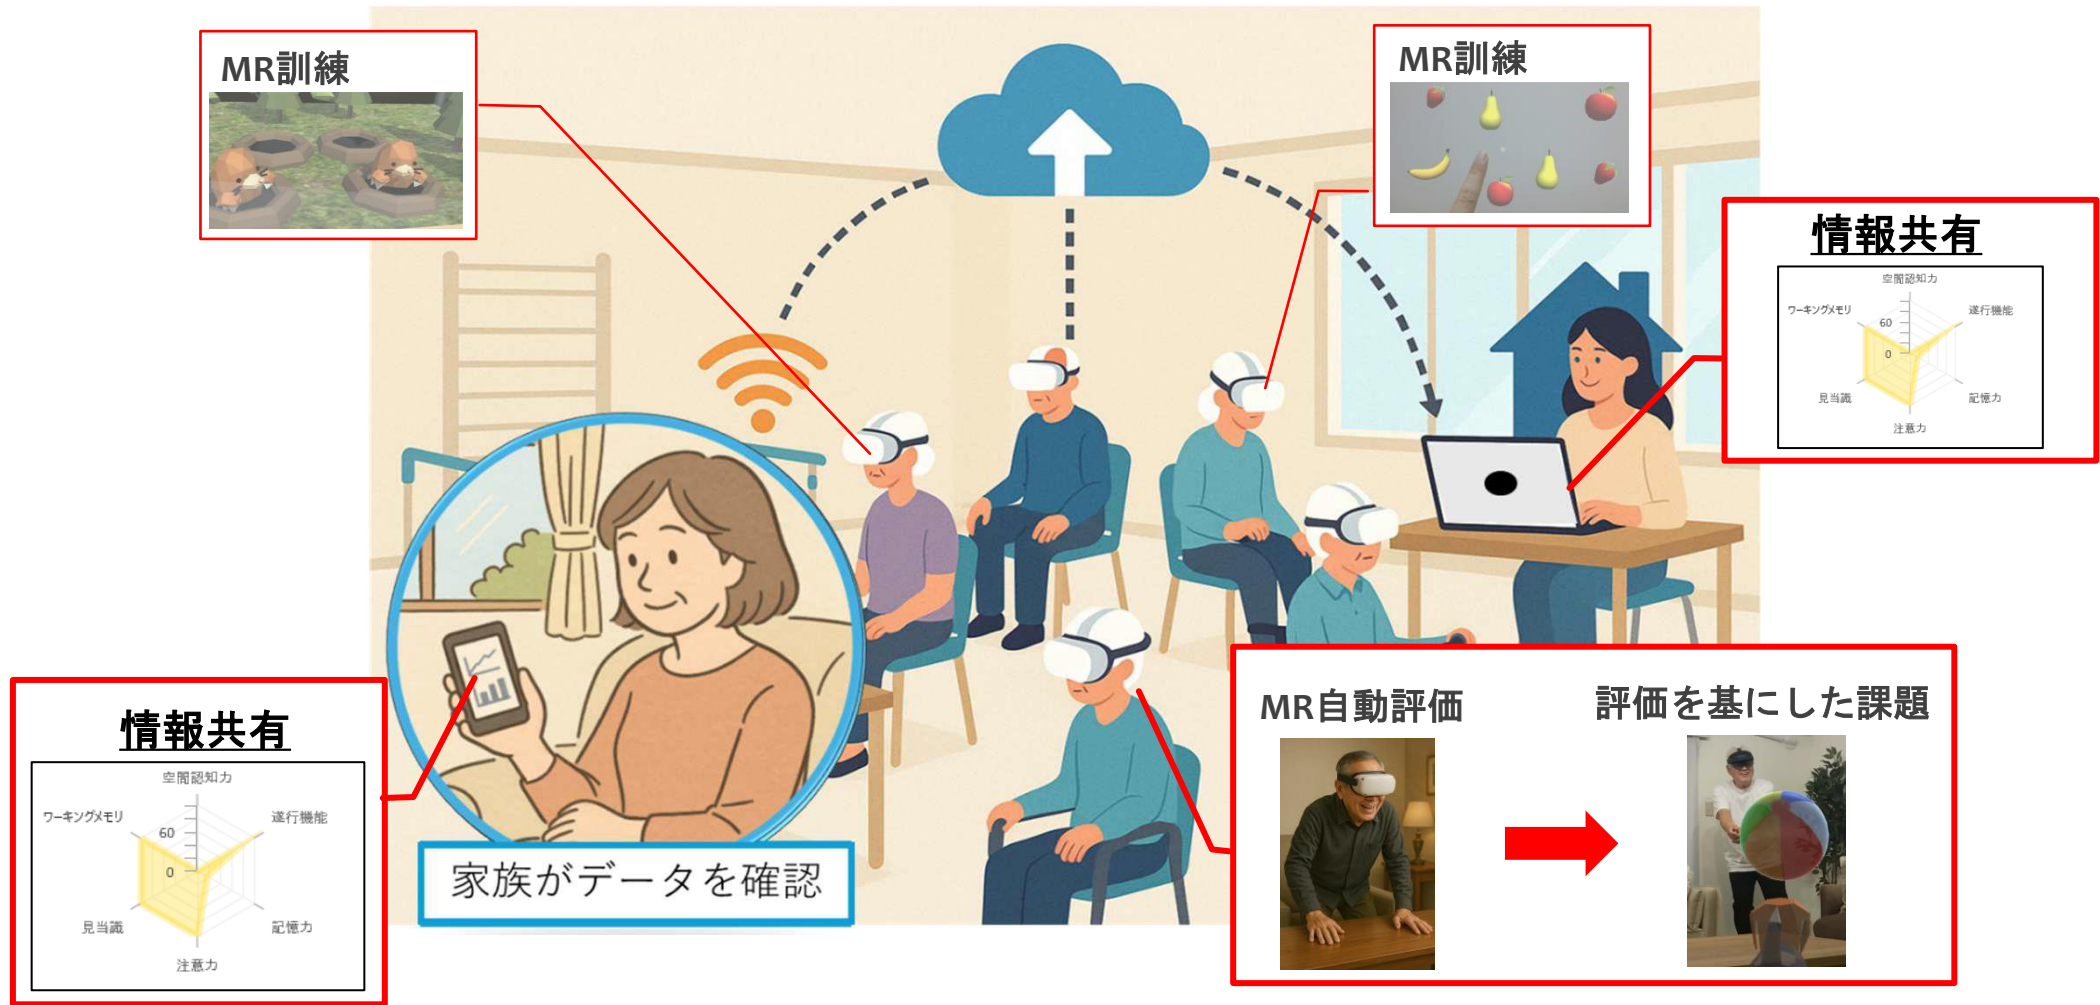 MR訓練
MR訓練
情報共有
空間認知力
ワーキングメモリ
遂行機能
60
0
見当識
記憶力
注意力
情報共有
空間認知力
ワーキングメモリ
遂行機能
60
0
見当識
記憶力
注意力
家族がデータを確認
MR自動評価
評価を基にした課題